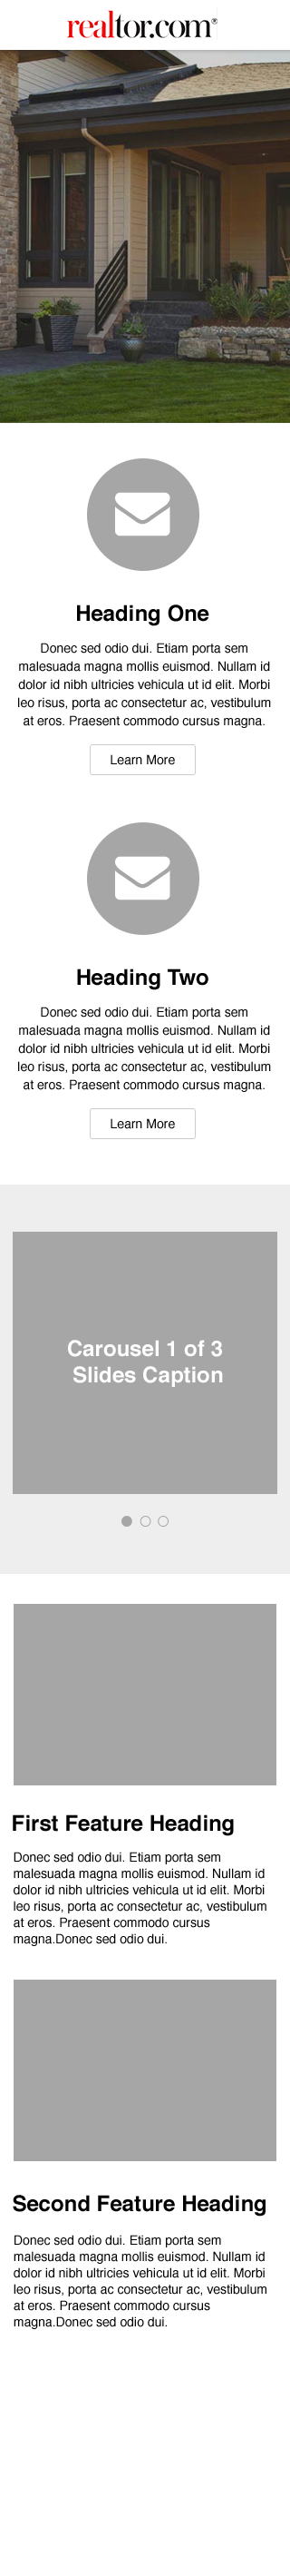 realtor.com®
Heading One
Donec sed odio dui. Etiam porta sem
malesuada magna mollis euismod. Nullam id
dolor id nibh ultricies vehicula ut id elit. Morbi
leo risus, porta ac consectetur ac, vestibulum
at eros. Praesent commodo cursus magna.
Learn More
Heading Two
Donec sed odio dui. Etiam porta sem
malesuada magna mollis euismod. Nullam id
dolor id nibh ultricies vehicula ut id elit. Morbi
leo risus, porta ac consectetur ac, vestibulum
at eros. Praesent commodo cursus magna.
Learn More
Carousel 1 of 3
Slides Caption
First Feature Heading
Donec sed odio dui. Etiam porta sem
malesuada magna mollis euismod. Nullam id
dolor id nibh ultricies vehicula ut id elit. Morbi
leo risus, porta ac consectetur ac, vestibulum
at eros. Praesent commodo cursus
magna.Donec sed odio dui.
Second Feature Heading
Donec sed odio dui. Etiam porta sem
malesuada magna mollis euismod. Nullam id
dolor id nibh ultricies vehicula ut id elit. Morbi
leo risus, porta ac consectetur ac, vestibulum
at eros. Praesent commodo cursus
magna.Donec sed odio dui.